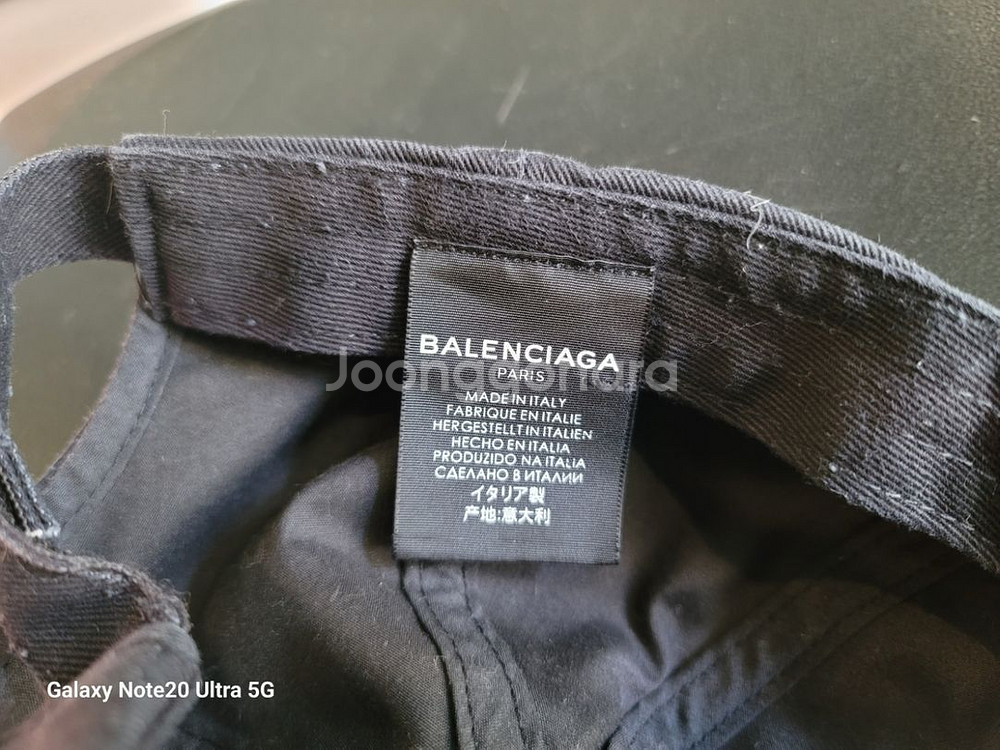 BALENCIAGA
PARIS
Joonggonara
MADE IN ITALY
FABRIQUE EN ITALIE
HERGESTELLT IN ITALIEN
HECHO EN ITALIA
PRODUZIDO NA ITALIA
СДЕЛАНО В ИТАЛИИ
イタリア製
产地:意大利
Galaxy Note20 Ultra 5G